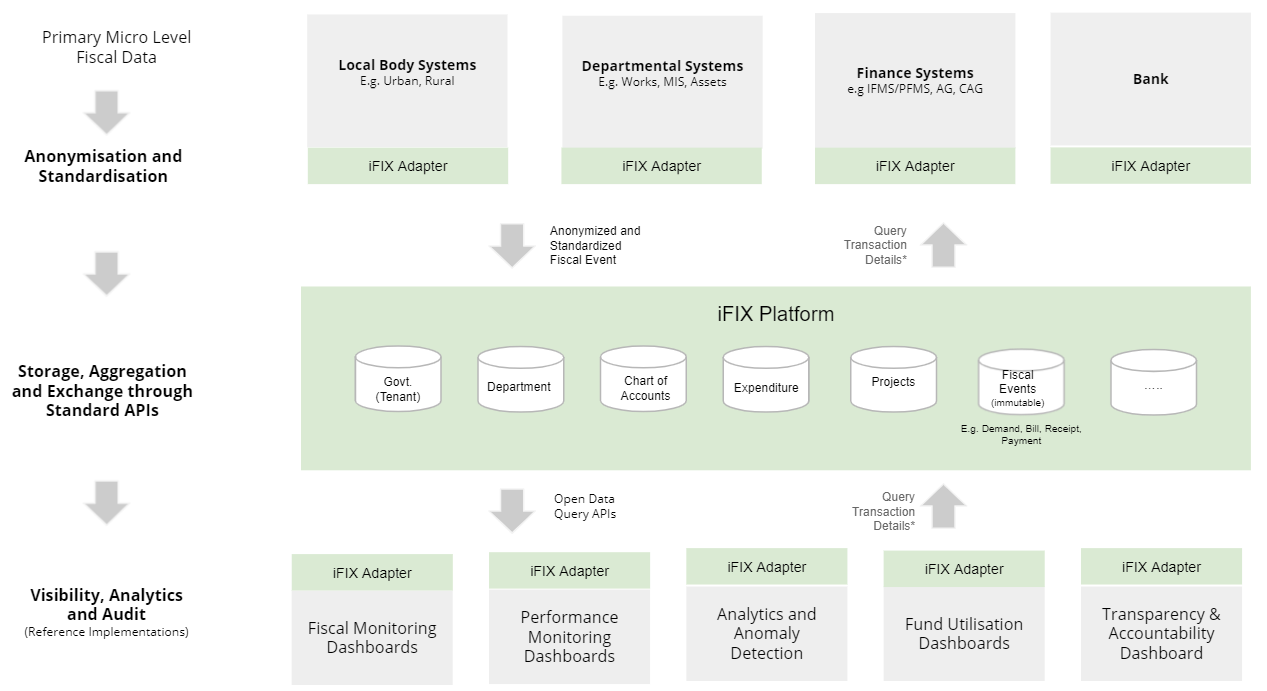 Primary Micro Level
Fiscal Data
Local Body Systems
E.g. Urban, Rural
Departmental Systems
E.g. Works, MIS, Assets
Finance Systems
e.g IFMS/PFMS, AG, CAG
Bank
Anonymisation and
Standardisation
iFIX Adapter
iFIX Adapter
iFIX Adapter
iFIX Adapter
Anonymized and
Standardized
Fiscal Event
Query
Transaction
Details*
iFIX Platform
Storage, Aggregation
and Exchange through
Standard APIs
Govt.
(Tenant)
Department
Chart of
Accounts
Expenditure
Projects
Fiscal
Events
(immutable)
E.g. Demand, Bill, Receipt,
Payment
.....
Open Data
Query APIs
Query
Transaction
Details*
Visibility, Analytics
and Audit
(Reference Implementations)
iFIX Adapter
Fiscal Monitoring
Dashboards
iFIX Adapter
Performance
Monitoring
Dashboards
iFIX Adapter
Analytics and
Anomaly
Detection
iFIX Adapter
Fund Utilisation
Dashboards
iFIX Adapter
Transparency &
Accountability
Dashboard